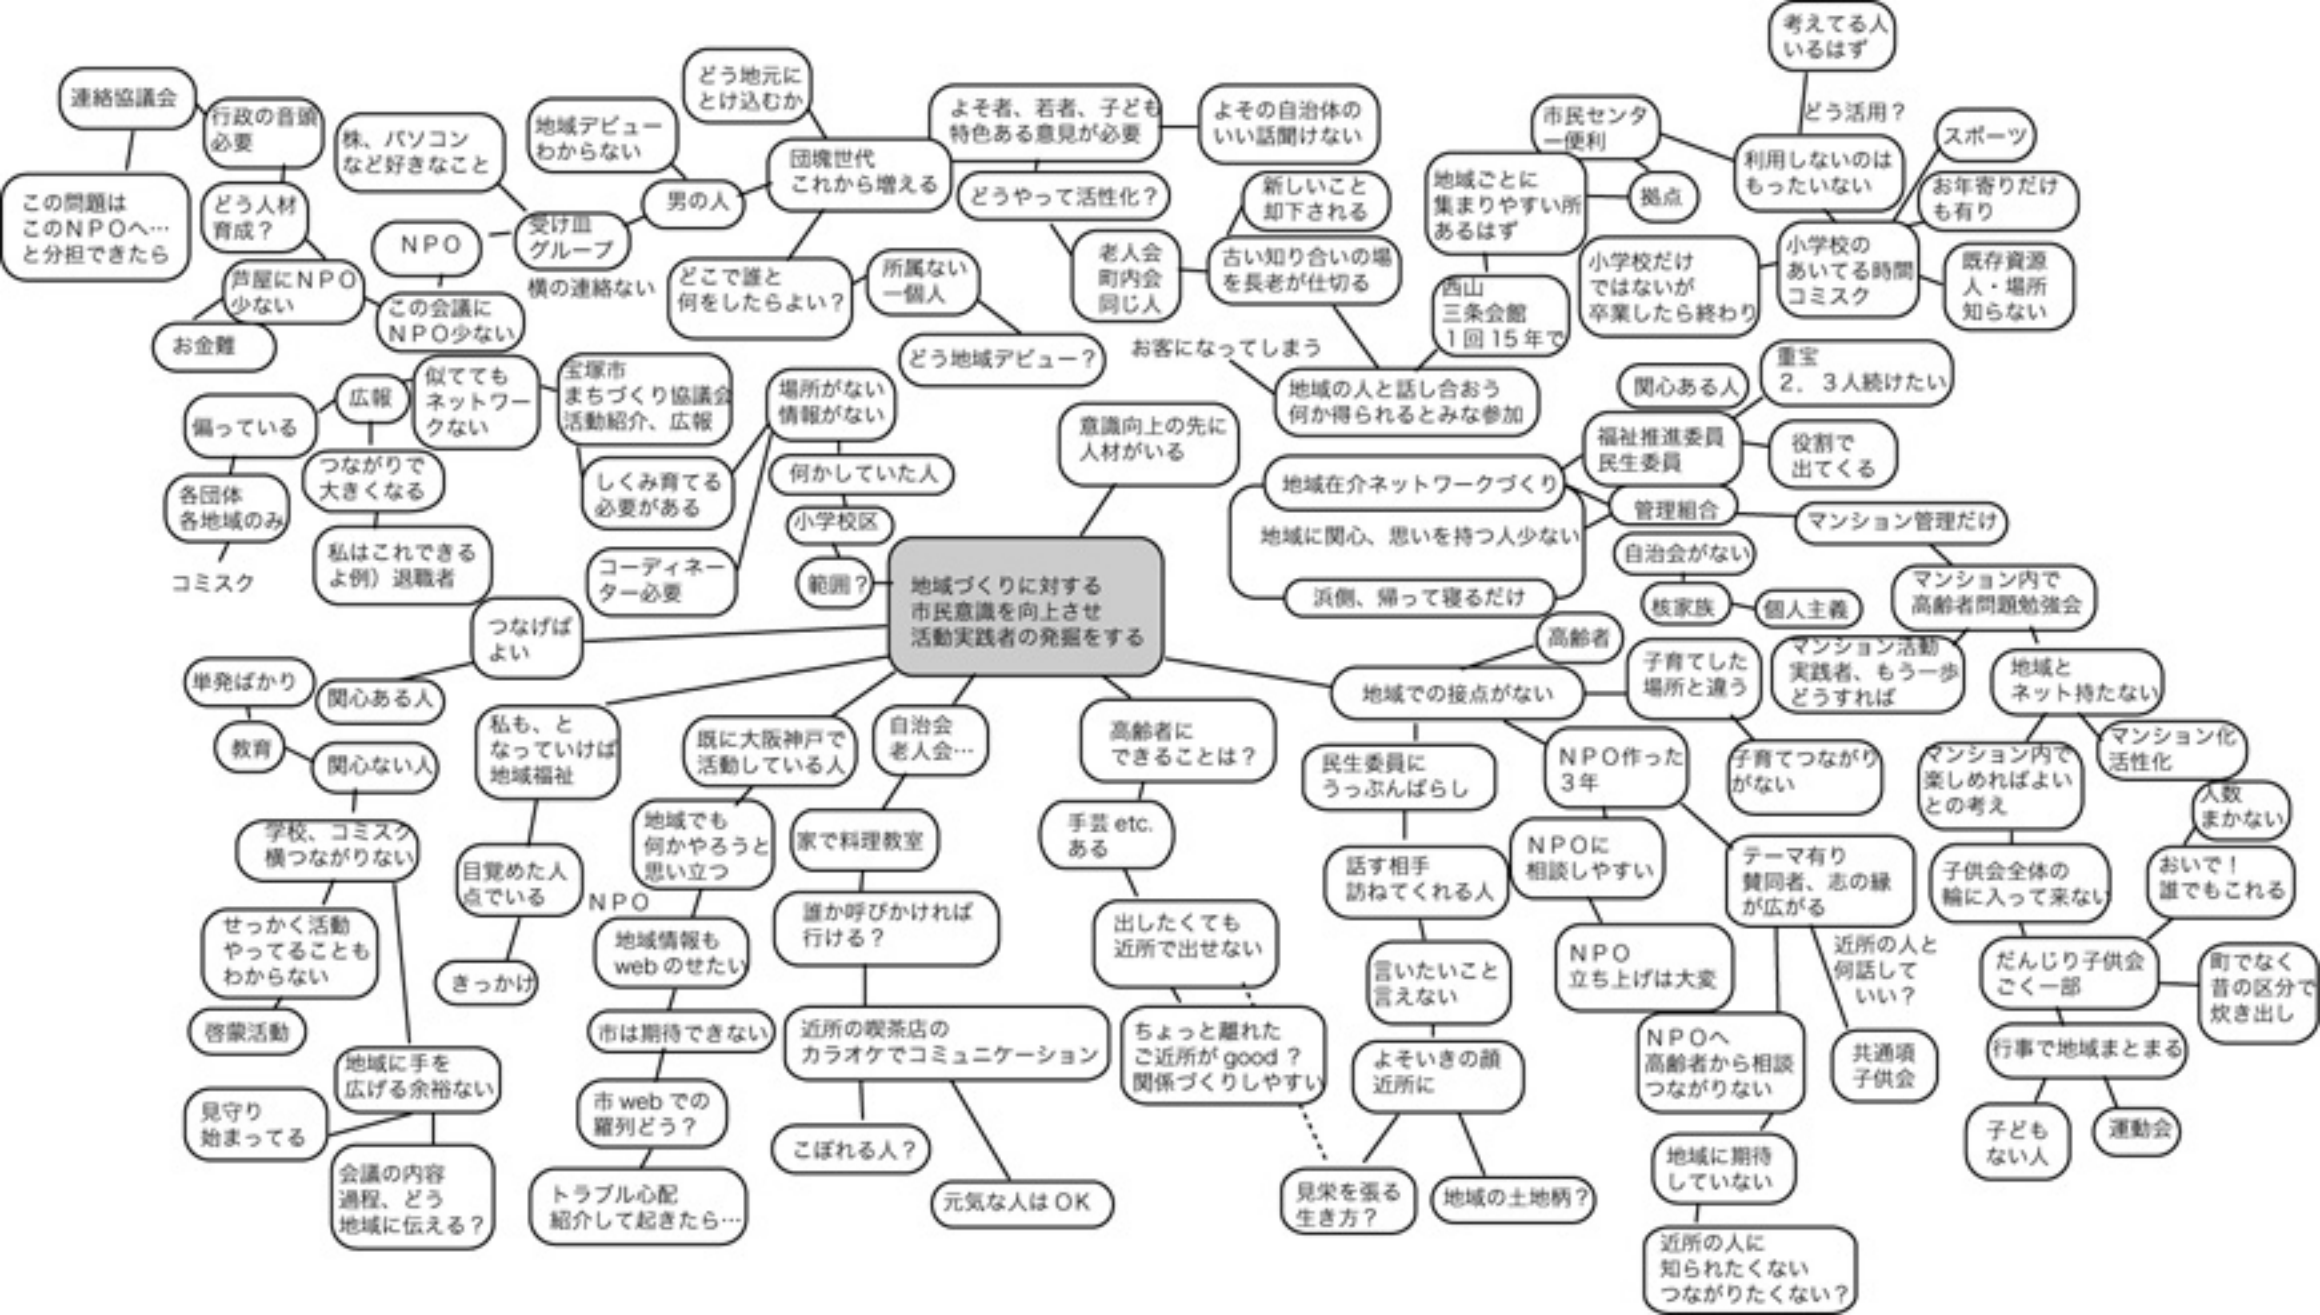 考えてる人
いるはず
どう地元に
とけ込むか
連絡協議会
行政の音頭
必要
株、パソコン
など好きなこと
地域デビュー
わからない
よそ者、若者、子ども
特色ある意見が必要
よその自治体の
いい話聞けない
市民センタ
ー便利
どう活用？
スポーツ
団塊世代
これから増える
利用しないのは
もったいない
この問題は
このＮＰＯへ…
と分担できたら
どう人材
育成？
男の人
どうやって活性化？
新しいこと
却下される
地域ごとに
集まりやすい所
あるはず
拠点
お年寄りだけ
も有り
ＮＰＯ
受け皿
グループ
横の連絡ない
どこで誰と
何をしたらよい？
所属ない
一個人
老人会
町内会
同じ人
古い知り合いの場
を長老が仕切る
小学校だけ
ではないが
卒業したら終わり
小学校の
あいてる時間
コミスク
既存資源
人・場所
知らない
芦屋にＮＰＯ
少ない
この会議に
ＮＰＯ少ない
お金難
西山
三条会館
１回15年で
どう地域デビュー？
お客になってしまう
地域の人と話し合おう
何か得られるとみな参加
広報
似てても
ネットワー
クない
宝塚市
まちづくり協議会
活動紹介、広報
場所がない
情報がない
関心ある人
重宝
２．３人続けたい
偏っている
意識向上の先に
人材がいる
福祉推進委員
民生委員
役割で
出てくる
つながりで
大きくなる
しくみ育てる
必要がある
何かしていた人
地域在介ネットワークづくり
各団体
各地域のみ
小学校区
管理組合
マンション管理だけ
地域に関心、思いを持つ人少ない
自治会がない
コミスク
私はこれできる
よ例）退職者
コーディネー
ター必要
範囲？
地域づくりに対する
市民意識を向上させ
活動実践者の発掘をする
浜側、帰って寝るだけ
核家族
個人主義
マンション内で
高齢者問題勉強会
つなげば
よい
高齢者
単発ばかり
関心ある人
地域での接点がない
子育てした
場所と違う
マンション活動
実践者、もう一歩
どうすれば
地域と
ネット持たない
教育
関心ない人
私も、と
なっていけば
地域福祉
既に大阪神戸で
活動している人
自治会
老人会…
高齢者に
できることは？
民生委員に
うっぷんばらし
ＮＰＯ作った
３年
子育てつながり
がない
マンション内で
楽しめればよい
との考え
マンション化
活性化
人数
まかない
学校、コミスク
横つながりない
地域でも
何かやろうと
思い立つ
家で料理教室
手芸 etc.
ある
話す相手
訪ねてくれる人
ＮＰＯに
相談しやすい
テーマ有り
賛同者、志の縁
が広がる
子供会全体の
輪に入って来ない
おいで！
誰でもこれる
目覚めた人
点でいる
ＮＰＯ
せっかく活動
やってることも
わからない
地域情報も
web のせたい
誰か呼びかければ
行ける？
出したくても
近所で出せない
言いたいこと
言えない
ＮＰＯ
立ち上げは大変
近所の人と
何話して
いい？
だんじり子供会
ごく一部
町でなく
昔の区分で
炊き出し
きっかけ
啓蒙活動
市は期待できない
近所の喫茶店の
カラオケでコミュニケーション
ちょっと離れた
ご近所が good ？
関係づくりしやすい
よそいきの顔
近所に
ＮＰＯへ
高齢者から相談
つながりない
共通項
子供会
行事で地域まとまる
地域に手を
広げる余裕ない
見守り
始まってる
市 web での
羅列どう？
こぼれる人？
子ども
ない人
運動会
会議の内容
過程、どう
地域に伝える？
トラブル心配
紹介して起きたら…
元気な人は OK
見栄を張る
生き方？
地域の土地柄？
地域に期待
していない
近所の人に
知られたくない
つながりたくない？